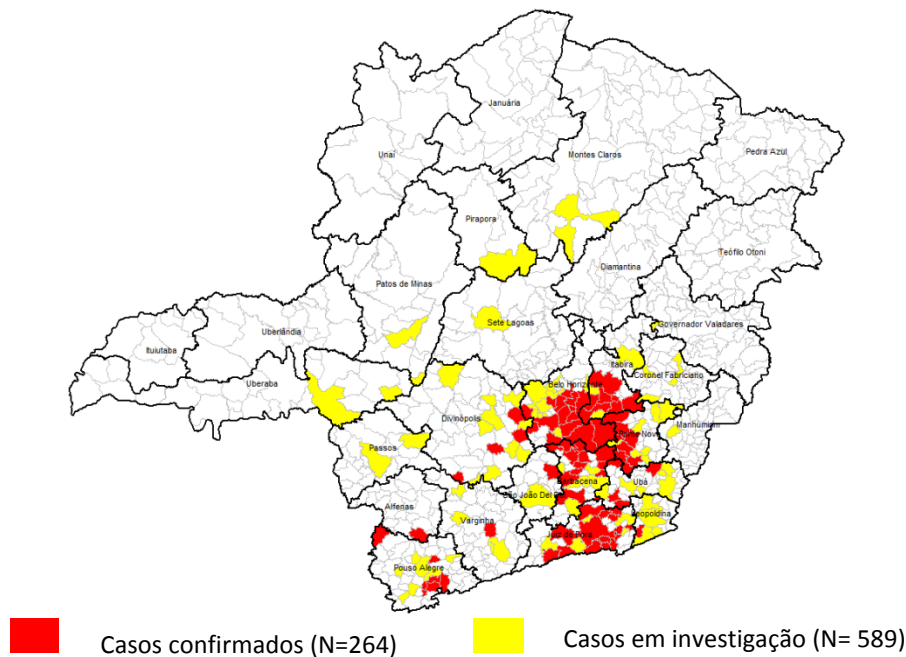 Januária
Unaí
Montes Claros
Pedra Azul
Pirapora
Teófilo Otoni
Diamantina
Patos de Minas
Sete Lagoas
Governador Valadares
Uberlândia
Ituiutaba
Itabira
Coronel Fabriciano
Uberaba
Belo Horizonte
Divinópolis
Manhumirim
Ponte Nova
Passos
Barbacena
Ubá
São João Del Rei
Alfenas
Leopoldina
Varginha
Juiz de Fora
Pouso Alegre
Casos confirmados (N=264)
Casos em investigação (N= 589)